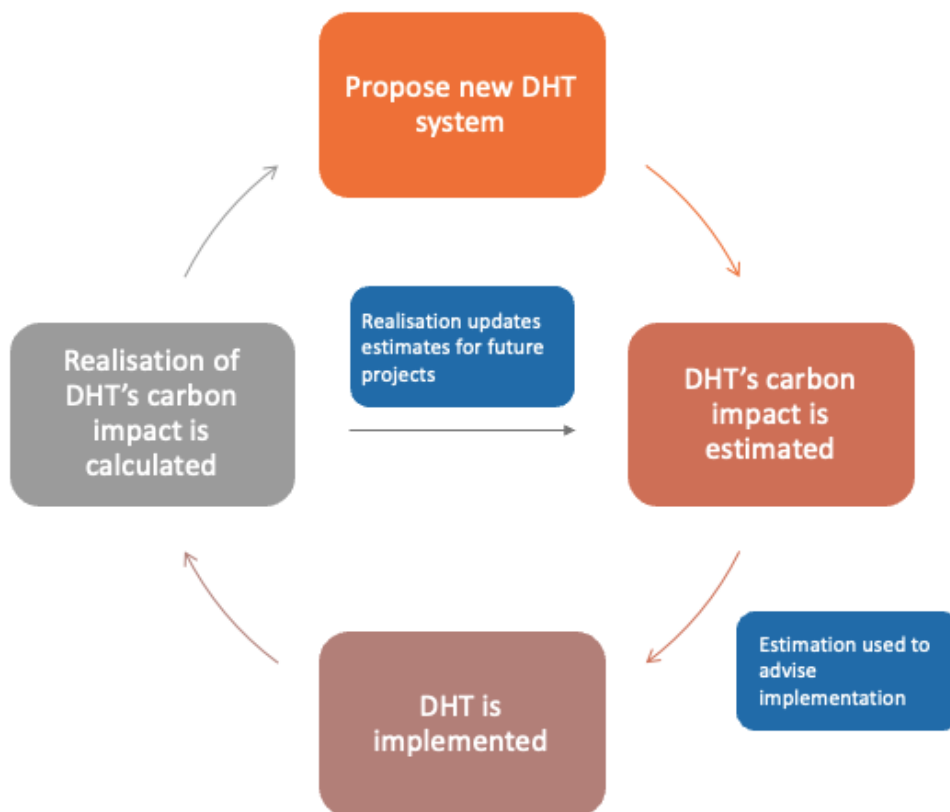 Propose new DHT
system
Realisation updates
estimates for future
projects
Realisation of
DHT's carbon
impact is
calculated
DHT’s carbon
impact is
estimated
Estimation used to
advise
implementation
DHT is
implemented